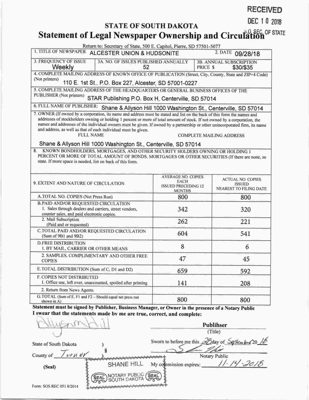 RECEIVED
DEC 10 2018
S.D. SEC. OF STATE
STATE OF SOUTH DAKOTA
Statement of Legal Newspaper Ownership and Circulation
Return to: Secretary of State, 500 E. Capitol, Pierre, SD 57501-5077
1. TITLE OF NEWSPAPER ALCESTER UNION & HUDSONITE
2. DATE 09/28/18
3. FREQUENCY OF ISSUE
Weekly
3A. NO. OF ISSUES PUBLISHED ANNUALLY
52
3B. ANNUAL SUBSCRIPTION
PRICE $ $30/$35
4. COMPLETE MAILING ADDRESS OF KNOWN OFFICE OF PUBLICATION (Street, City, County, State and ZIP+4 Code)
(Not printers)
110 E. 1st St., P.O. Box 227, Alcester, SD 57001-0227
5. COMPLETE MAILING ADDRESS OF THE HEADQUARTERS OR GENERAL BUSINESS OFFICES OF THE
PUBLISHER (Not printers)
STAR Publishing P.O. Box H, Centerville, SD 57014
6. FULL NAME OF PUBLISHER: Shane & Allyson Hill 1000 Washington St., Centerville, SD 57014
7. OWNER (If owned by a corporation, its name and address must be stated and list on the back of this form the names and
addresses of stockholders owning or holding 1 percent or more of total amount of stock. If not owned by a corporation, the
names and addresses of the individual owners must be given. If owned by a partnership or other unincorporated firm, its name
and address, as well as that of each individual must be given.
FULL NAME COMPLETE MAILING ADDRESS
Shane & Allyson Hill 1000 Washington St., Centerville, SD 57014
8. KNOWN BONDHOLDERS, MORTGAGES, AND OTHER SECURITY HOLDERS OWNING OR HOLDING 1
PERCENT OR MORE OF TOTAL AMOUNT OF BONDS, MORTGAGES OR OTHER SECURITIES (If there are none, so
state. If more space is needed, list on back of this form.
9. EXTENT AND NATURE OF CIRCULATION
AVERAGE NO. COPIES
EACH
ISSUED PRECEDING 12
MONTHS
ACTUAL NO. COPIES
ISSUED
NEAREST TO FILING DATE
A.TOTAL NO. COPIES (Net Press Run) 800 800
B.PAID AND/OR REQUESTED CIRCULATION
1. Sales through dealers and carriers, street vendors,
counter sales, and paid electronic copies. 342 320
2. Mail Subscription
(Paid and or requested) 262 221
C.TOTAL PAID AND/OR REQUESTED CIRCULATION
(Sum of 9B1 and 9B2) 604 541
D.FREE DISTRIBUTION
1. BY MAIL, CARRIER OR OTHER MEANS 8 6
2. SAMPLES, COMPLIMENTARY AND OTHER FREE
COPIES 47 45
E.TOTAL DISTRIBUTION (Sum of C, D1 and D2) 659 592
F.COPIES NOT DISTRIBUTED
1. Office use, left over, unaccounted, spoiled after printing 141 208
2. Return from News Agents.
G.TOTAL (Sum of E, F1 and F2 – Should equal net press run
shown in A) 800 800
Statement must be signed by Publisher, Business Manager, or Owner in the presence of a Notary Public
I swear that the statements made by me are true, correct, and complete:
Allyson Hill
Publisher
(Title)
State of South Dakota )
Sworn to before me this 28 day of September 20 18
County of Turner )
Notary Public
(Seal)
SHANE HILL
SEAL NOTARY PUBLIC SEAL
SOUTH DAKOTA
My commission expires: 11-14-2018
Form: SOS REC 051 8/2014